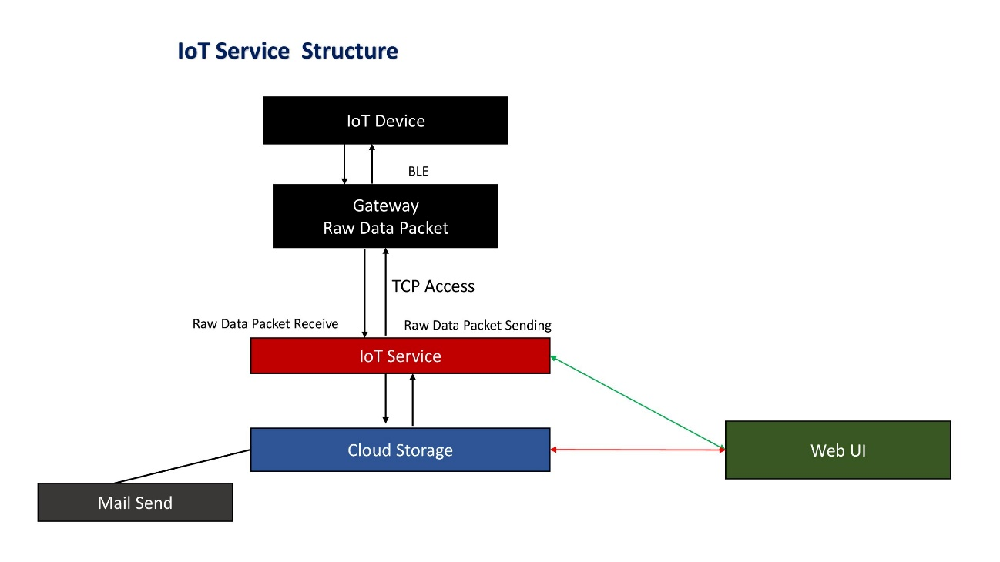 IoT Service  Structure
IoT Device
BLE
Gateway
Raw Data Packet
TCP Access
Raw Data Packet Receive
Raw Data Packet Sending
IoT Service
Cloud Storage
Web UI
Mail Send